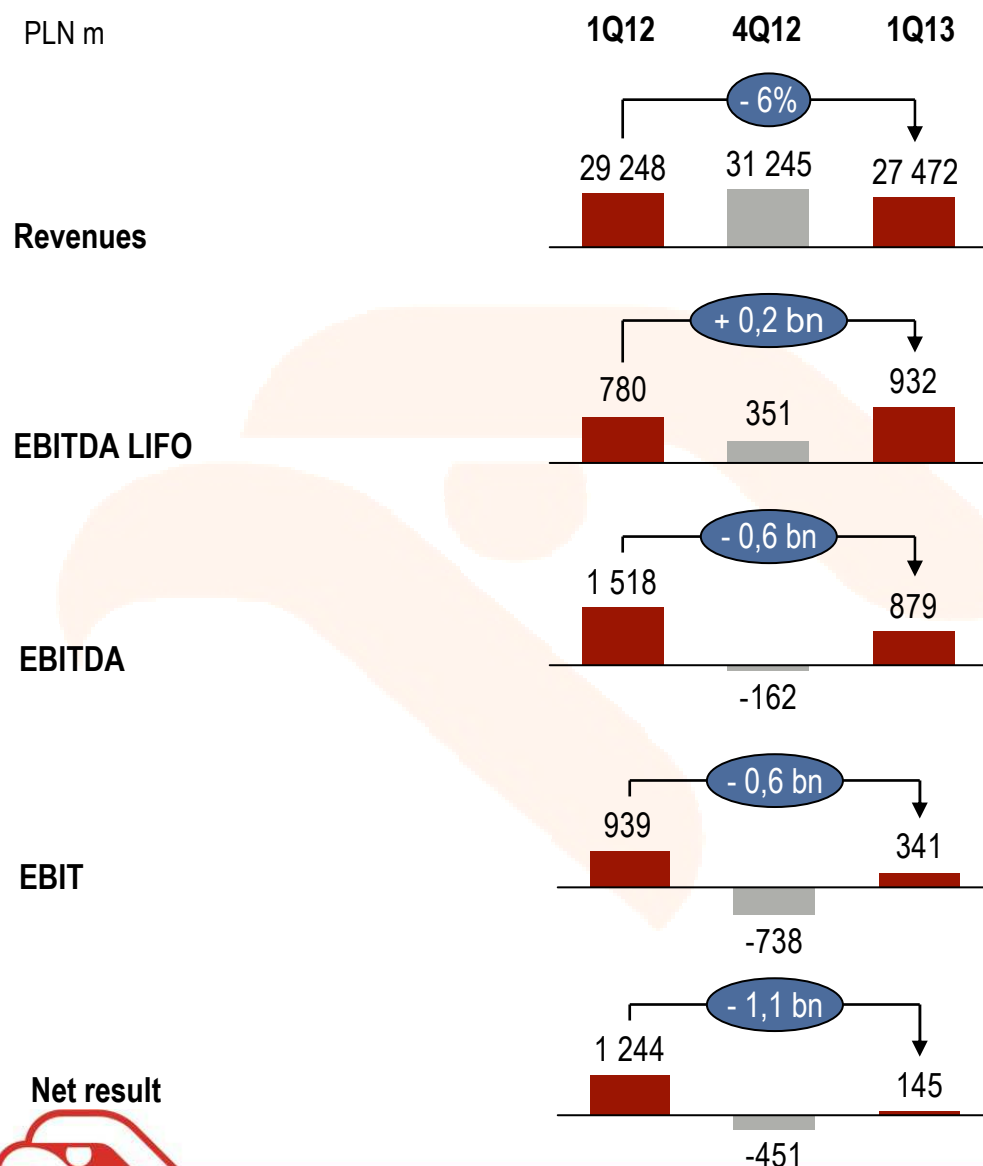 PLN m 1Q12 4Q12 1Q13
- 6%
29 248 31 245 27 472
Revenues
+ 0,2 bn
780 351 932
EBITDA LIFO
- 0,6 bn
1 518 879
EBITDA
-162
- 0,6 bn
939 341
EBIT
-738
- 1,1 bn
1 244 145
Net result
-451